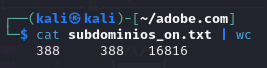 ┌──(kali㉿kali)-[~/adobe.com]
└─$ cat subdominios_on.txt | wc
    388     388   16816